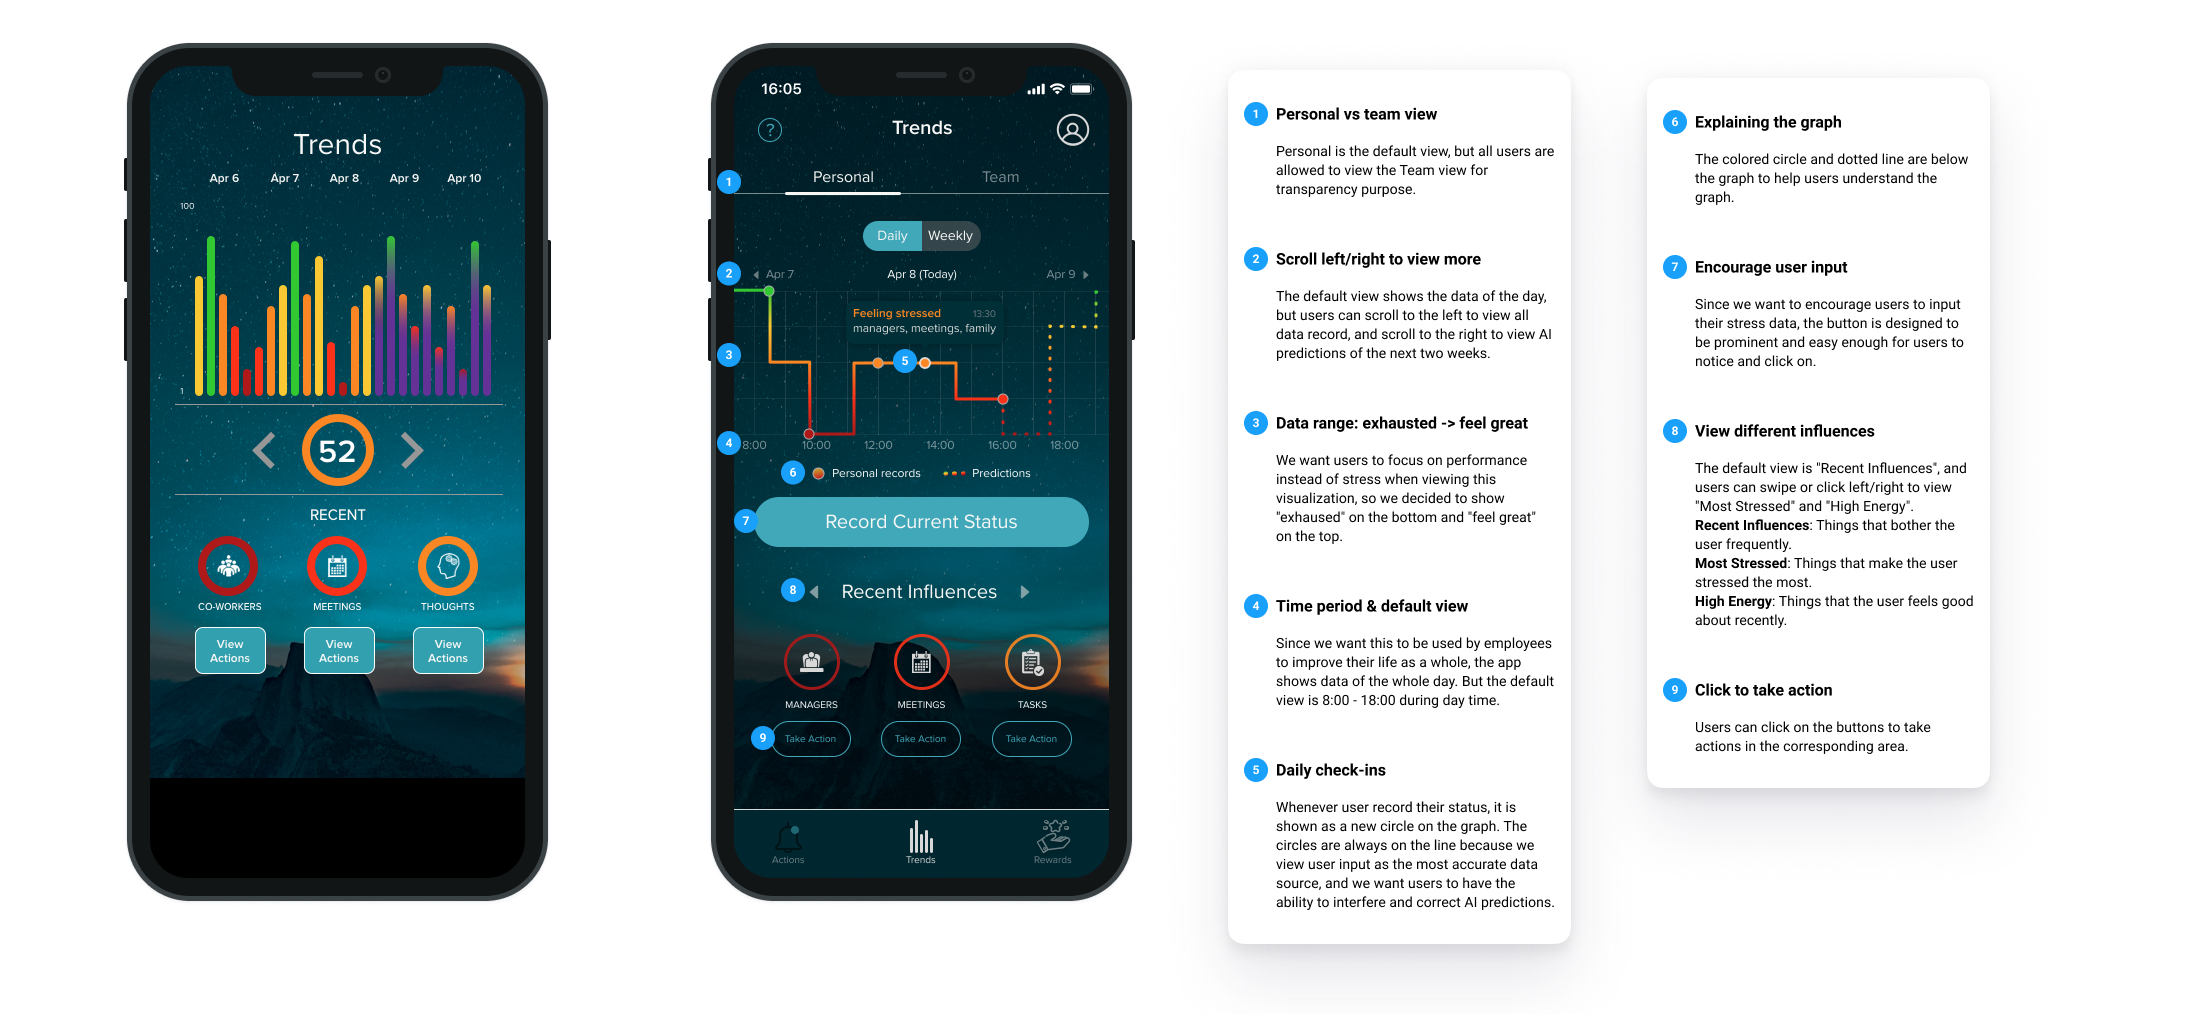 Trends
Apr 6 Apr 7 Apr 8 Apr 9 Apr 10
100
1
52
RECENT
CO-WORKERS MEETINGS THOUGHTS
View Actions View Actions View Actions
16:05
?
Trends
1 Personal Team
Daily Weekly
2 Apr 7 Apr 8 (Today) Apr 9
Feeling stressed 13:30
managers, meetings, family
3
5
4 8:00 10:00 12:00 14:00 16:00 18:00
6 Personal records Predictions
7 Record Current Status
8 Recent Influences
MANAGERS MEETINGS TASKS
9 Take Action Take Action Take Action
Actions Trends Rewards
1 Personal vs team view
Personal is the default view, but all users are
allowed to view the Team view for
transparency purpose.
2 Scroll left/right to view more
The default view shows the data of the day,
but users can scroll to the left to view all
data record, and scroll to the right to view AI
predictions of the next two weeks.
3 Data range: exhausted -> feel great
We want users to focus on performance
instead of stress when viewing this
visualization, so we decided to show
"exhaused" on the bottom and "feel great"
on the top.
4 Time period & default view
Since we want this to be used by employees
to improve their life as a whole, the app
shows data of the whole day. But the default
view is 8:00 - 18:00 during day time.
5 Daily check-ins
Whenever user record their status, it is
shown as a new circle on the graph. The
circles are always on the line because we
view user input as the most accurate data
source, and we want users to have the
ability to interfere and correct AI predictions.
6 Explaining the graph
The colored circle and dotted line are below
the graph to help users understand the
graph.
7 Encourage user input
Since we want to encourage users to input
their stress data, the button is designed to
be prominent and easy enough for users to
notice and click on.
8 View different influences
The default view is "Recent Influences", and
users can swipe or click left/right to view
"Most Stressed" and "High Energy".
Recent Influences: Things that bother the
user frequently.
Most Stressed: Things that make the user
stressed the most.
High Energy: Things that the user feels good
about recently.
9 Click to take action
Users can click on the buttons to take
actions in the corresponding area.